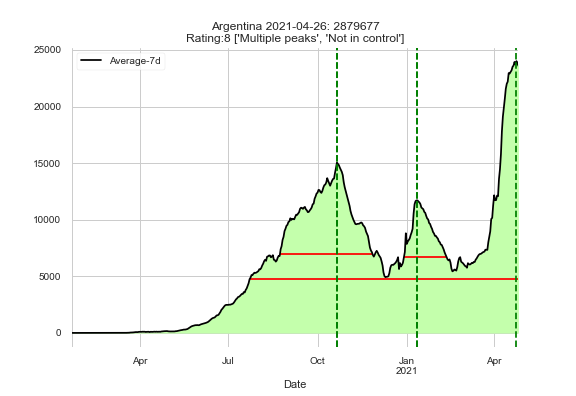 Argentina 2021-04-26: 2879677
Rating:8 ['Multiple peaks', 'Not in control']
Average-7d
25000
20000
15000
10000
5000
0
Apr
Jul
Oct
Jan
2021
Apr
Date